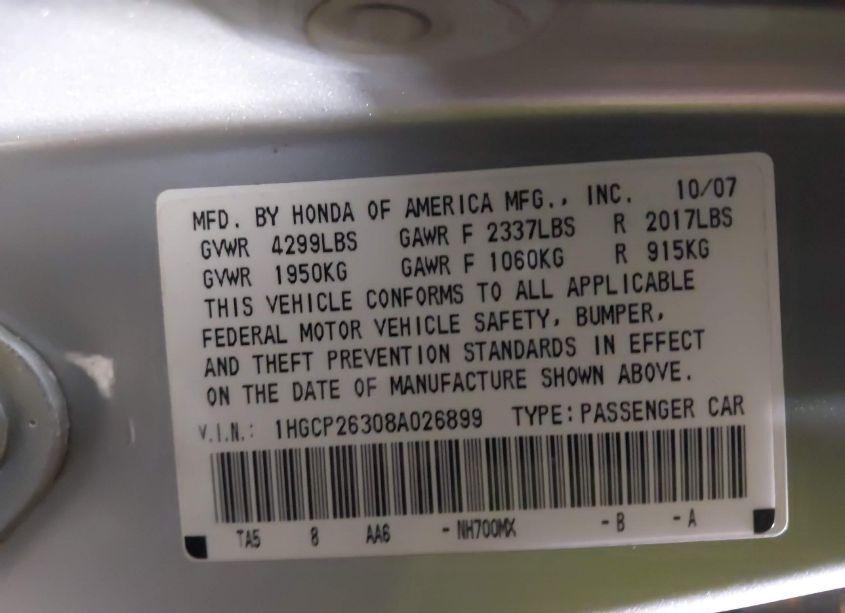 MFD. BY HONDA OF AMERICA MFG., INC. 10/07
GVWR 4299LBS GAWR F 2337LBS R 2017LBS
GVWR 1950KG GAWR F 1060KG R 915KG
THIS VEHICLE CONFORMS TO ALL APPLICABLE
FEDERAL MOTOR VEHICLE SAFETY, BUMPER,
AND THEFT PREVENTION STANDARDS IN EFFECT
ON THE DATE OF MANUFACTURE SHOWN ABOVE.
V.I.N.: 1HGCP26308A026899 TYPE:PASSENGER CAR
TA5 8 AA6 - NH700MX - B - A